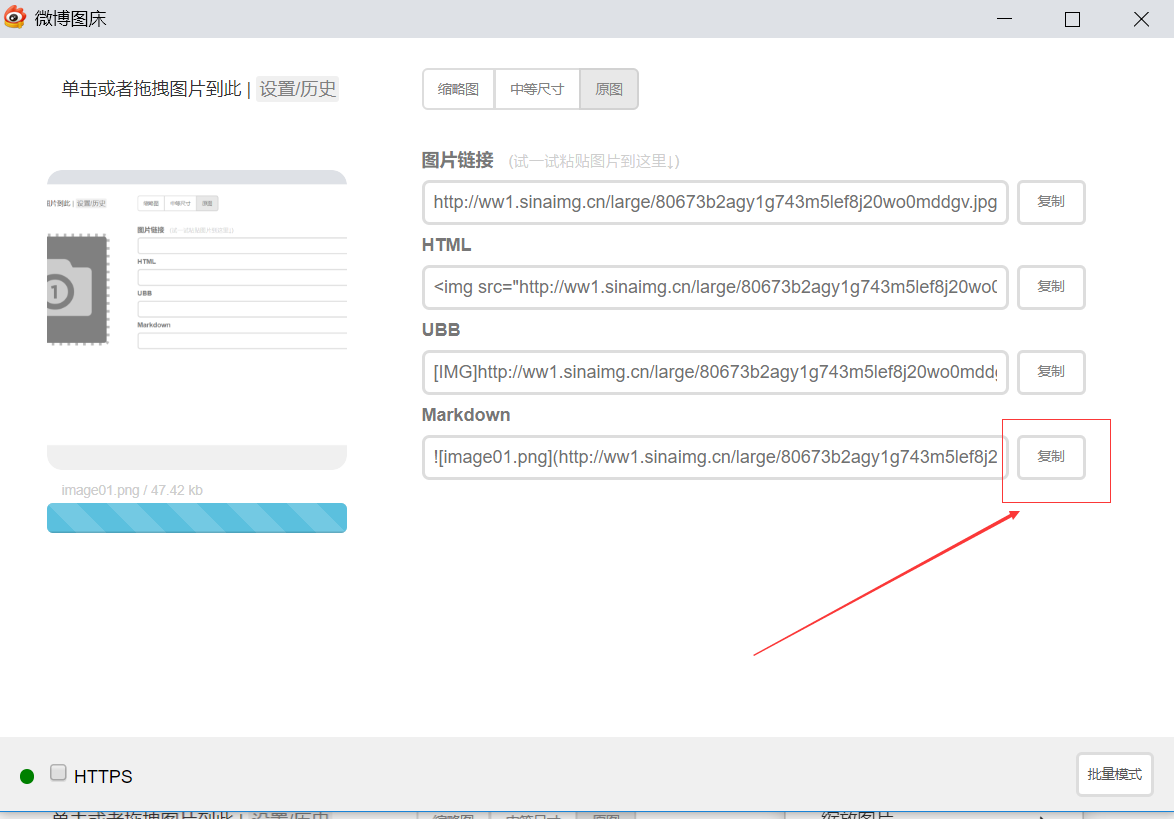 微博图床
单击或者拖拽图片到此 | 设置/历史
缩略图 中等尺寸 原图
图片链接 (试一试粘贴图片到这里↓)
http://ww1.sinaimg.cn/large/80673b2agy1g743m5lef8j20wo0mddgv.jpg 复制
HTML
<img src="http://ww1.sinaimg.cn/large/80673b2agy1g743m5lef8j20wo0 复制
UBB
[IMG]http://ww1.sinaimg.cn/large/80673b2agy1g743m5lef8j20wo0mddg 复制
Markdown
![image01.png](http://ww1.sinaimg.cn/large/80673b2agy1g743m5lef8j2 复制
图片到此 | 设置/历史
缩略图 中等尺寸 原图
图片链接 (试一试粘贴图片到这里↓)
HTML
UBB
Markdown
1
image01.png / 47.42 kb
HTTPS
批量模式
单击或者拖拽图片到此 | 设置/历史
缩略图 中等尺寸 原图
缩放图片